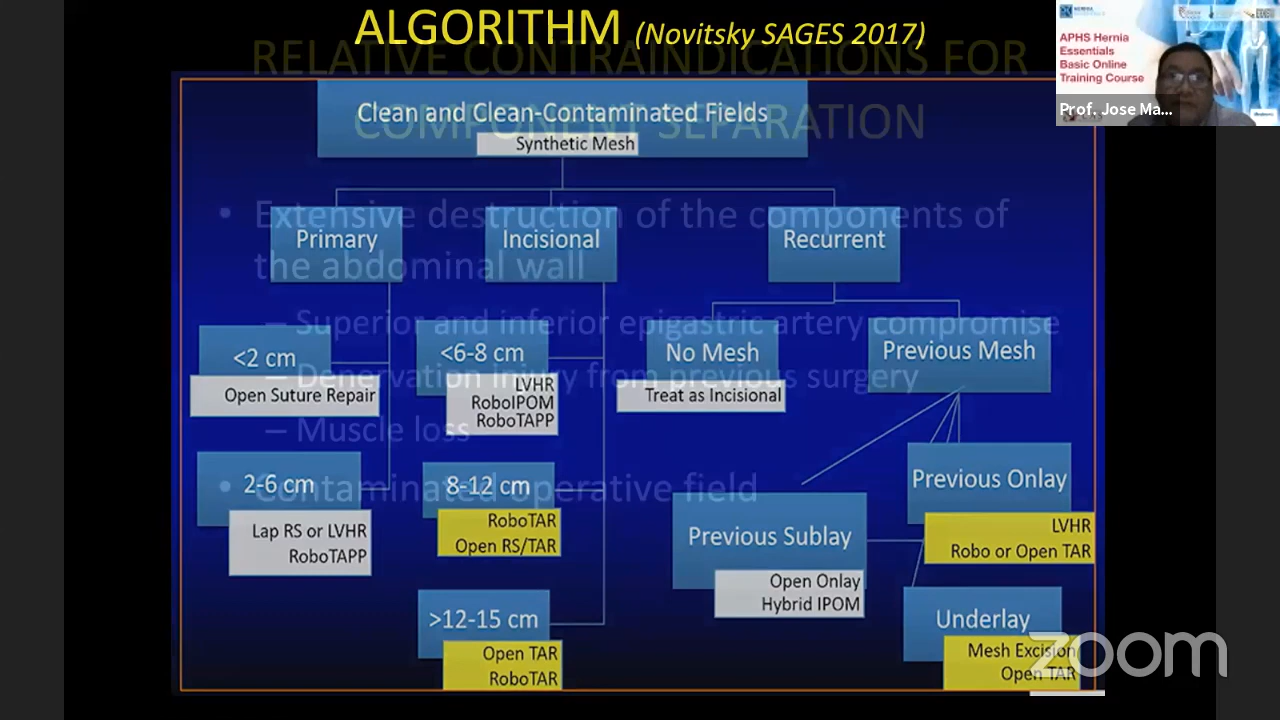 ALGORITHM (Novitsky SAGES 2017)
RELATIVE CONTRAINDICATIONS FOR
COMPONENT SEPARATION
Clean and Clean-Contaminated Fields
Synthetic Mesh
• Extensive destruction of the components of
the abdominal wall
– Superior and inferior epigastric artery compromise
– Denervation injury from previous surgery
– Muscle loss
• Contaminated operative field
Primary
Incisional
Recurrent
<2 cm
Open Suture Repair
2-6 cm
Lap RS or LVHR
RoboTAPP
<6-8 cm
LVHR
RoboIPOM
RoboTAPP
8-12 cm
RoboTAR
Open RS/TAR
>12-15 cm
Open TAR
RoboTAR
No Mesh
Treat as Incisional
Previous Mesh
Previous Onlay
LVHR
Robo or Open TAR
Previous Sublay
Open Onlay
Hybrid IPOM
Underlay
Mesh Excision
Open TAR
APHS Hernia
Essentials
Basic Online
Training Course
Prof. Jose Ma...
zoom